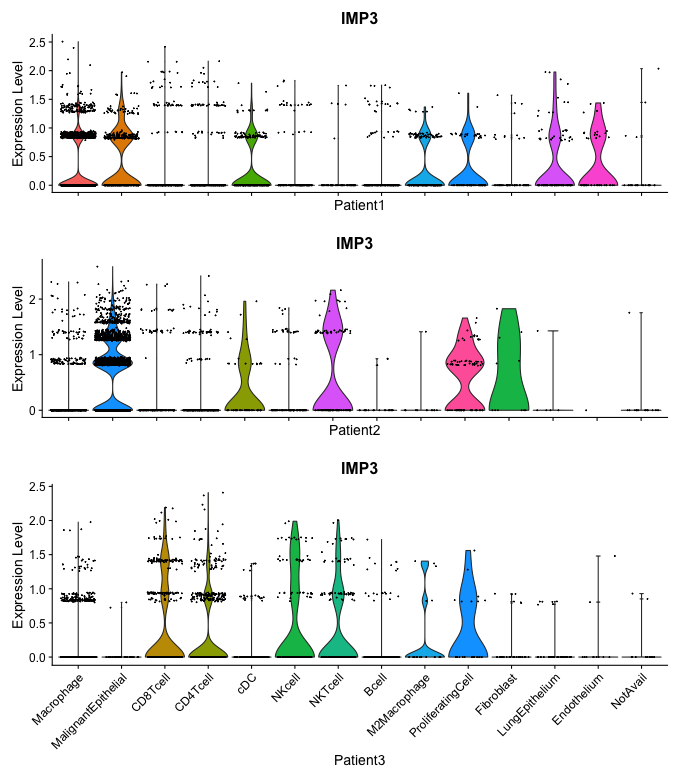 IMP3
Expression Level
2.5
2.0
1.5
1.0
0.5
0.0
Patient1
IMP3
Expression Level
2
1
0
Patient2
IMP3
Expression Level
2.5
2.0
1.5
1.0
0.5
0.0
Macrophage
MalignantEpithelial
CD8Tcell
CD4Tcell
cDC
NKcell
NKTcell
Bcell
M2Macrophage
ProliferatingCell
Fibroblast
LungEpithelium
Endothelium
NotAvail
Patient3